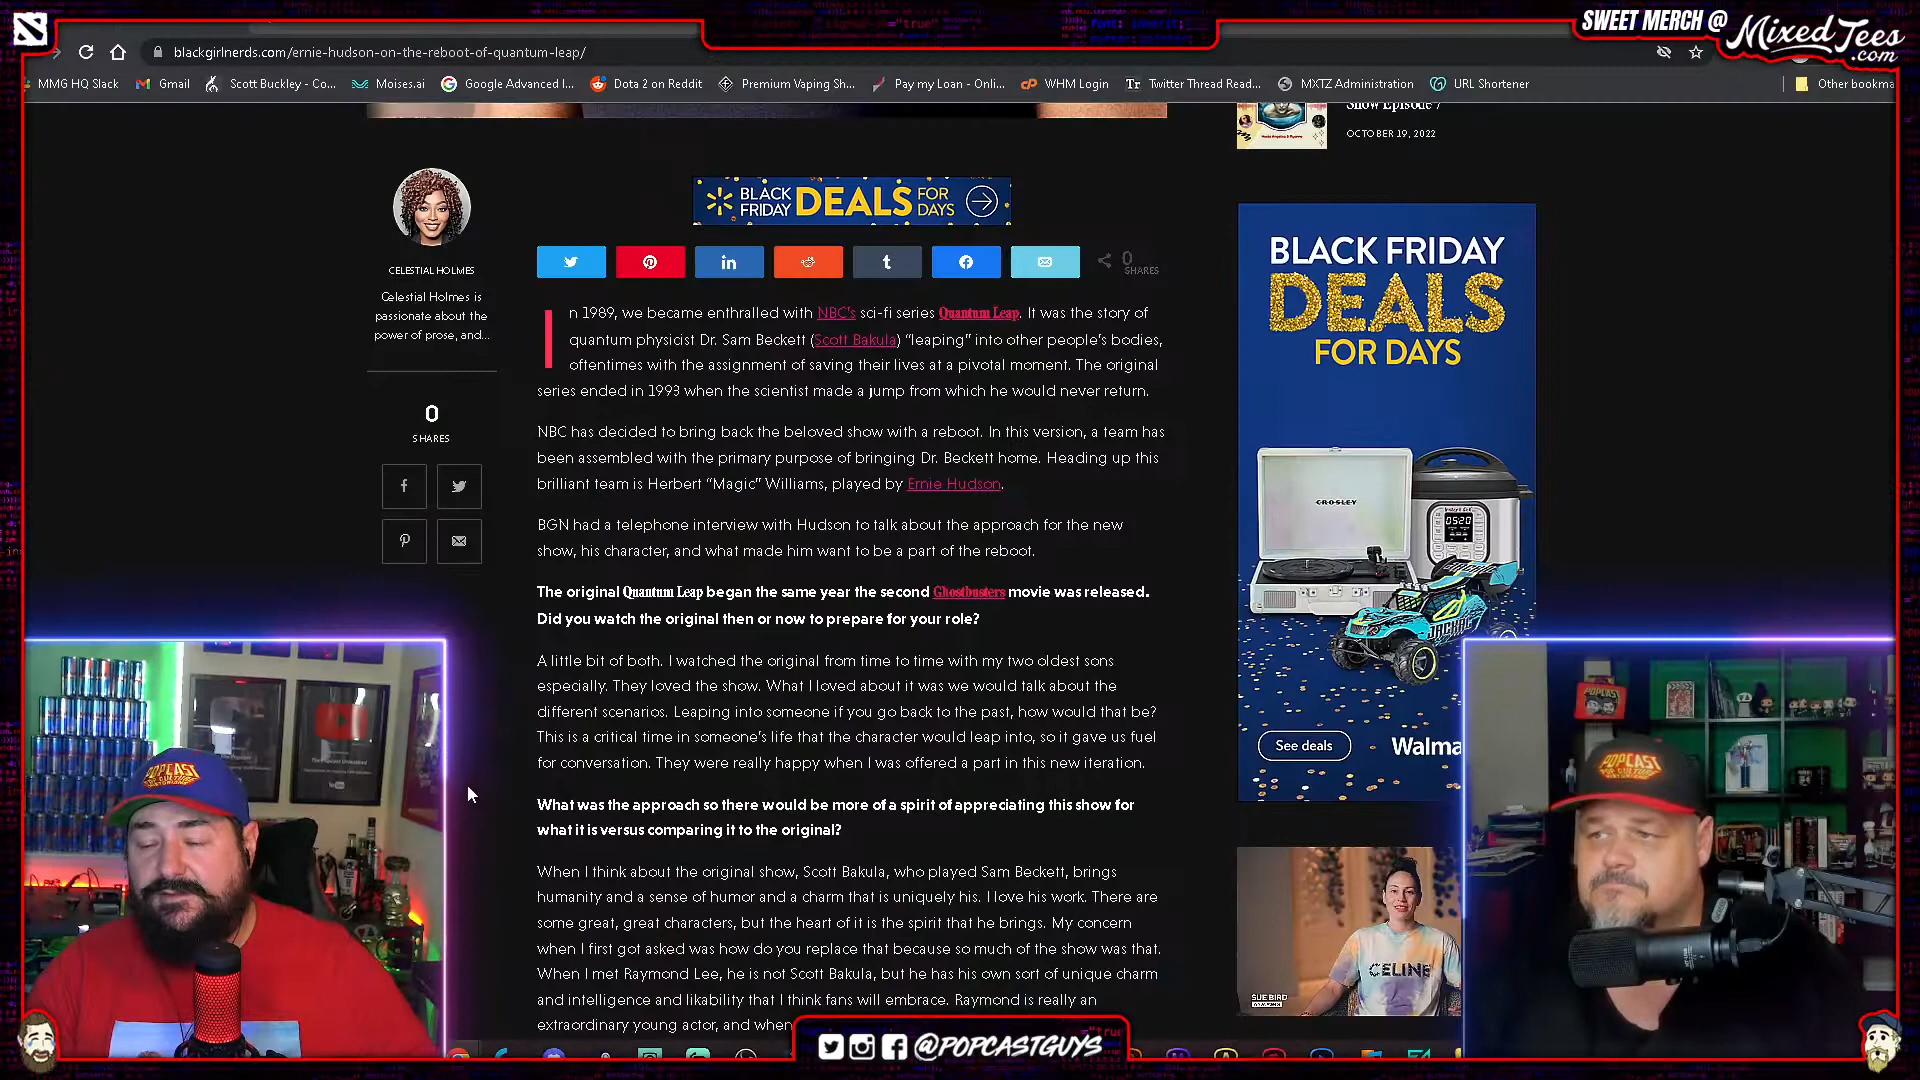 SWEET MERCH @
MixedTees
.com
blackgirlnerds.com/ernie-hudson-on-the-reboot-of-quantum-leap/
MMG HQ Slack
Gmail
Scott Buckley - Co...
Moises.ai
Google Advanced I...
Dota 2 on Reddit
Premium Vaping Sh...
Pay my Loan - Onli...
WHM Login
Twitter Thread Read...
MXTZ Administration
URL Shortener
Other bookma
Show Episode 7
OCTOBER 19, 2022
BLACK FRIDAY DEALS FOR DAYS
CELESTIAL HOLMES
Celestial Holmes is
passionate about the
power of prose, and...
0
SHARES
0
SHARES
In 1989, we became enthralled with NBC's sci-fi series Quantum Leap. It was the story of
quantum physicist Dr. Sam Beckett (Scott Bakula) “leaping” into other people's bodies,
oftentimes with the assignment of saving their lives at a pivotal moment. The original
series ended in 1993 when the scientist made a jump from which he would never return.
NBC has decided to bring back the beloved show with a reboot. In this version, a team has
been assembled with the primary purpose of bringing Dr. Beckett home. Heading up this
brilliant team is Herbert “Magic” Williams, played by Ernie Hudson.
BGN had a telephone interview with Hudson to talk about the approach for the new
show, his character, and what made him want to be a part of the reboot.
The original Quantum Leap began the same year the second Ghostbusters movie was released.
Did you watch the original then or now to prepare for your role?
A little bit of both. I watched the original from time to time with my two oldest sons
especially. They loved the show. What I loved about it was we would talk about the
different scenarios. Leaping into someone if you go back to the past, how would that be?
This is a critical time in someone's life that the character would leap into, so it gave us fuel
for conversation. They were really happy when I was offered a part in this new iteration.
What was the approach so there would be more of a spirit of appreciating this show for
what it is versus comparing it to the original?
When I think about the original show, Scott Bakula, who played Sam Beckett, brings
humanity and a sense of humor and a charm that is uniquely his. I love his work. There are
some great, great characters, but the heart of it is the spirit that he brings. My concern
when I first got asked was how do you replace that because so much of the show was that.
When I met Raymond Lee, he is not Scott Bakula, but he has his own sort of unique charm
and intelligence and likability that I think fans will embrace. Raymond is really an
extraordinary young actor, and when
BLACK FRIDAY
DEALS
FOR DAYS
CROSLEY
05:20
See deals
Walma
CELINE
SUE BIRD
POPCAST
POPCAST
@POPCASTGUYS